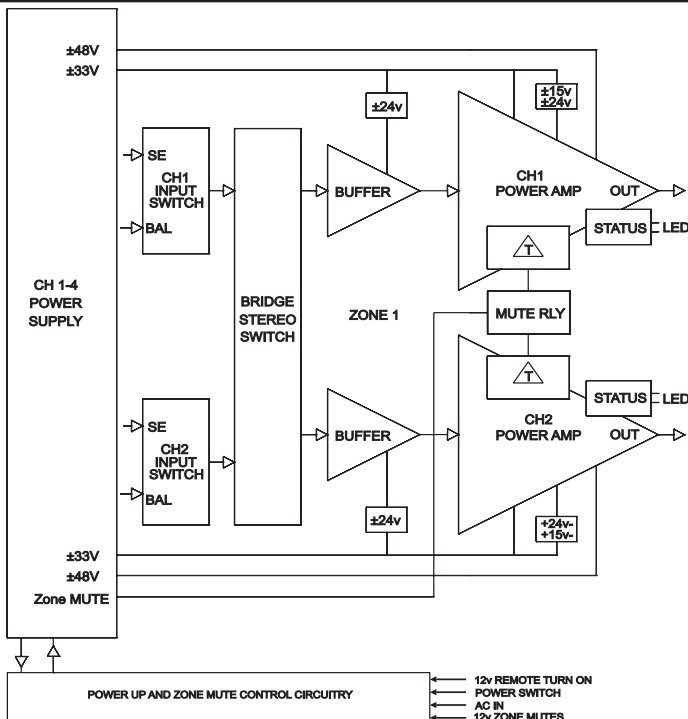 ±48V
±33V
±24v
±15v
±24v
SE
CH1
INPUT
SWITCH
BAL
BUFFER
CH1
POWER AMP
OUT
STATUS
LED
T
CH 1-4
POWER
SUPPLY
BRIDGE
STEREO
SWITCH
ZONE 1
MUTE RLY
T
STATUS
LED
SE
CH2
INPUT
SWITCH
BAL
BUFFER
CH2
POWER AMP
OUT
±24v
+24v-
+15v-
±33V
±48V
Zone MUTE
POWER UP AND ZONE MUTE CONTROL CIRCUITRY
12v REMOTE TURN ON
POWER SWITCH
AC IN
12v ZONE MUTES